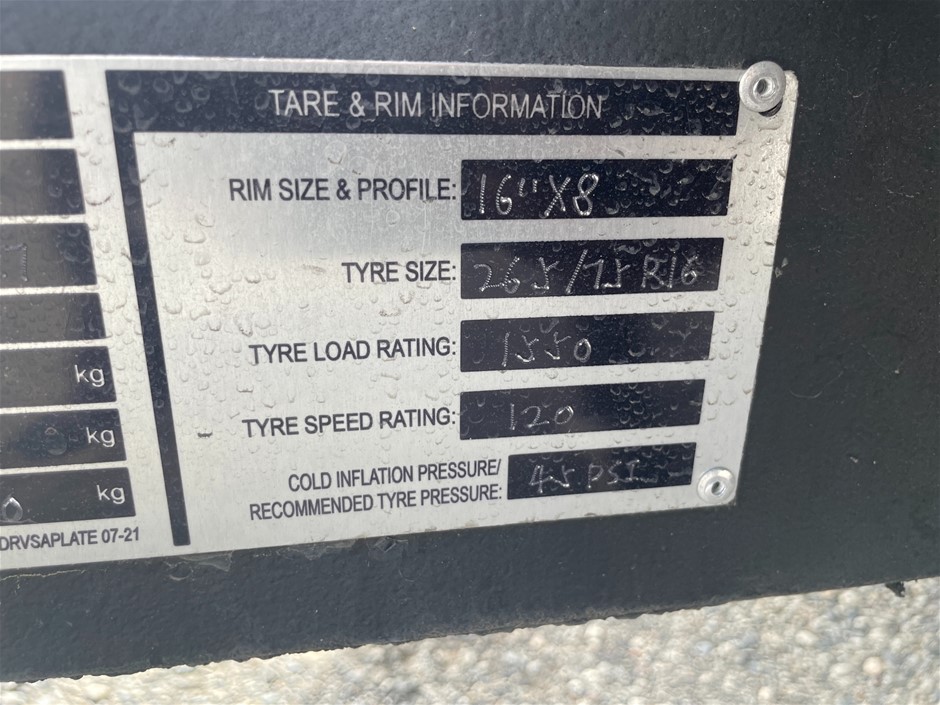 TARE & RIM INFORMATION
RIM SIZE & PROFILE: 16" X8
TYRE SIZE: 265/75 R16
TYRE LOAD RATING: 1550
TYRE SPEED RATING: 120
COLD INFLATION PRESSURE/
RECOMMENDED TYRE PRESSURE: 45 PSI
kg
kg
kg
DRVSAPLATE 07-21